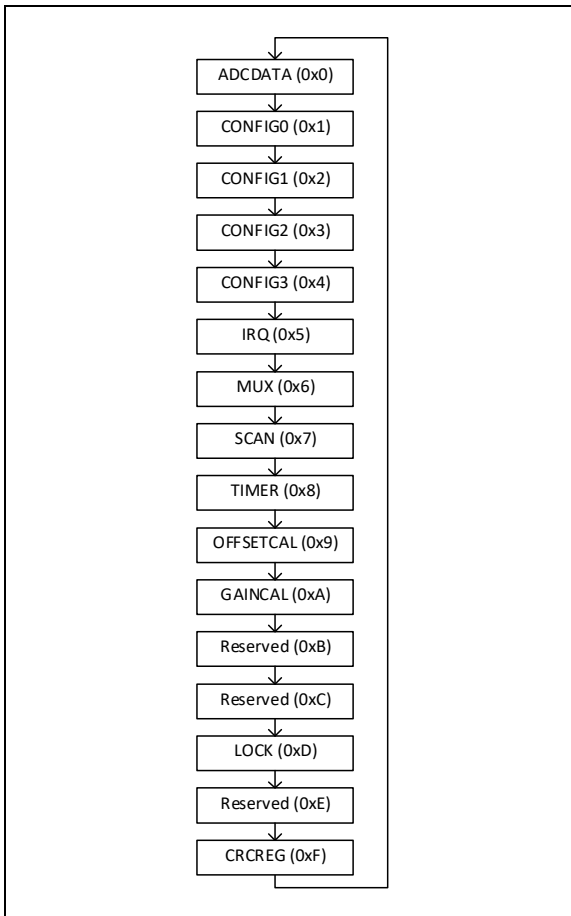 ADCDATA (0x0)
CONFIG0 (0x1)
CONFIG1 (0x2)
CONFIG2 (0x3)
CONFIG3 (0x4)
IRQ (0x5)
MUX (0x6)
SCAN (0x7)
TIMER (0x8)
OFFSETCAL (0x9)
GAINCAL (0xA)
Reserved (0xB)
Reserved (0xC)
LOCK (0xD)
Reserved (0xE)
CRCREG (0xF)